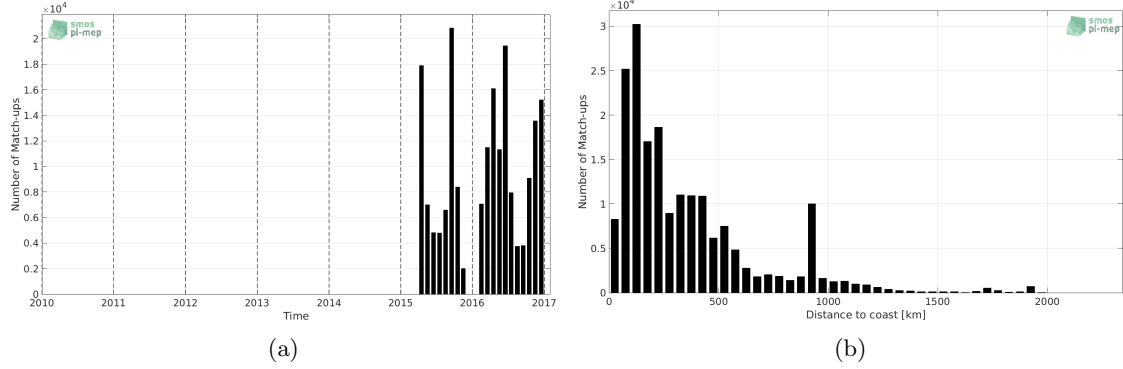 ×10⁴
smos
pi-mep
2
1.8
1.6
1.4
1.2
1
0.8
0.6
0.4
0.2
0
Number of Match-ups
2010 2011 2012 2013 2014 2015 2016 2017
Time
(a)
×10⁴
smos
pi-mep
3
2.5
2
1.5
1
0.5
0
Number of Match-ups
0 500 1000 1500 2000
Distance to coast [km]
(b)